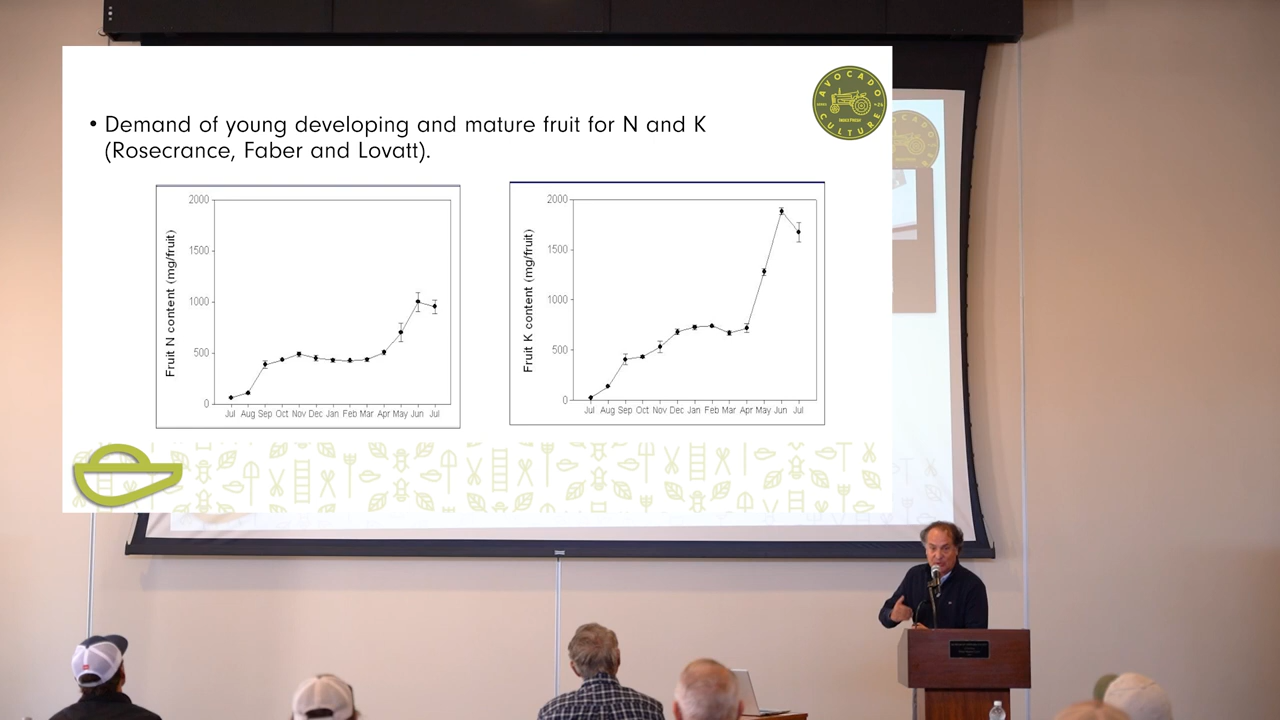 AVOCADO
CULTURE
• Demand of young developing and mature fruit for N and K
(Rosecrance, Faber and Lovatt).
Fruit N content (mg/fruit)
2000
1500
1000
500
0
Jul Aug Sep Oct Nov Dec Jan Feb Mar Apr May Jun Jul
Fruit K content (mg/fruit)
2000
1500
1000
500
0
Jul Aug Sep Oct Nov Dec Jan Feb Mar Apr May Jun Jul